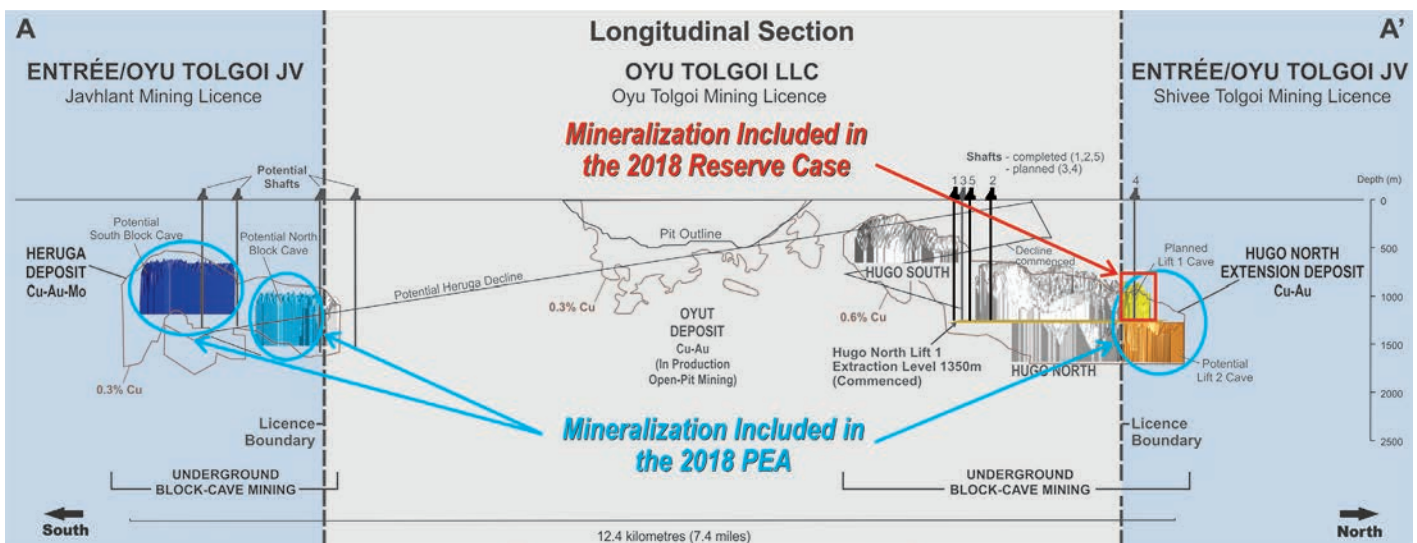 A
Longitudinal Section
A'
ENTRÉE/OYU TOLGOI JV
Javhlant Mining Licence
OYU TOLGOI LLC
Oyu Tolgoi Mining Licence
ENTRÉE/OYU TOLGOI JV
Shivee Tolgoi Mining Licence
Mineralization Included in
the 2018 Reserve Case
Shafts - completed (1,2,5)
- planned (3,4)
Potential
Shafts
1 3 5 2
4
Depth (m)
0
500
1000
1500
2000
2500
Potential
South Block Cave
Potential North
Block Cave
HERUGA
DEPOSIT
Cu-Au-Mo
0.3% Cu
Potential Heruga Decline
Pit Outline
0.3% Cu
OYUT
DEPOSIT
Cu-Au
(In Production
Open-Pit Mining)
HUGO SOUTH
0.6% Cu
Decline
commenced
Hugo North Lift 1
Extraction Level 1350m
(Commenced)
HUGO NORTH
Planned
Lift 1 Cave
HUGO NORTH
EXTENSION DEPOSIT
Cu-Au
Potential
Lift 2 Cave
Licence
Boundary
Mineralization Included in
the 2018 PEA
Licence
Boundary
UNDERGROUND
BLOCK-CAVE MINING
UNDERGROUND
BLOCK-CAVE MINING
South
12.4 kilometres (7.4 miles)
North